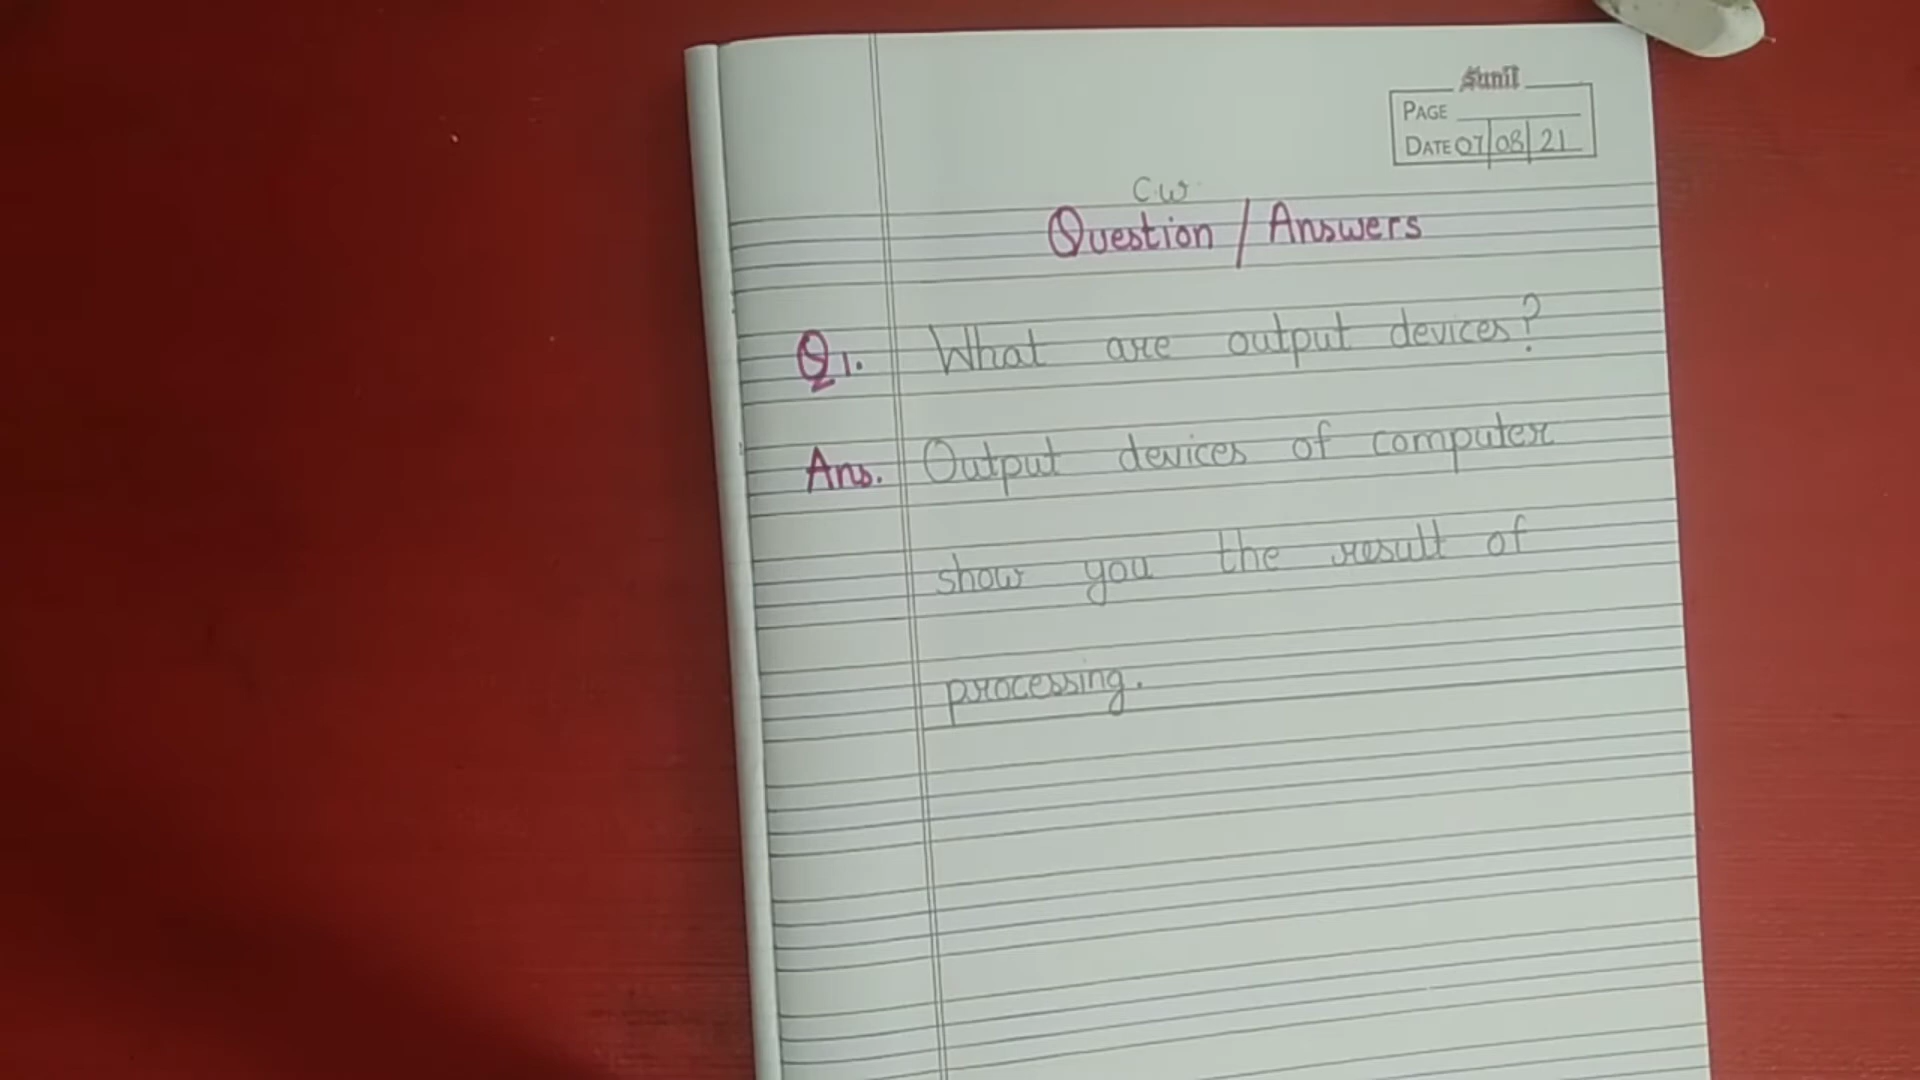 Sunil
PAGE
DATE 07/08/21
C.W.
Question / Answers
Q1. What are output devices?
Ans. Output devices of computer
show you the result of
processing.